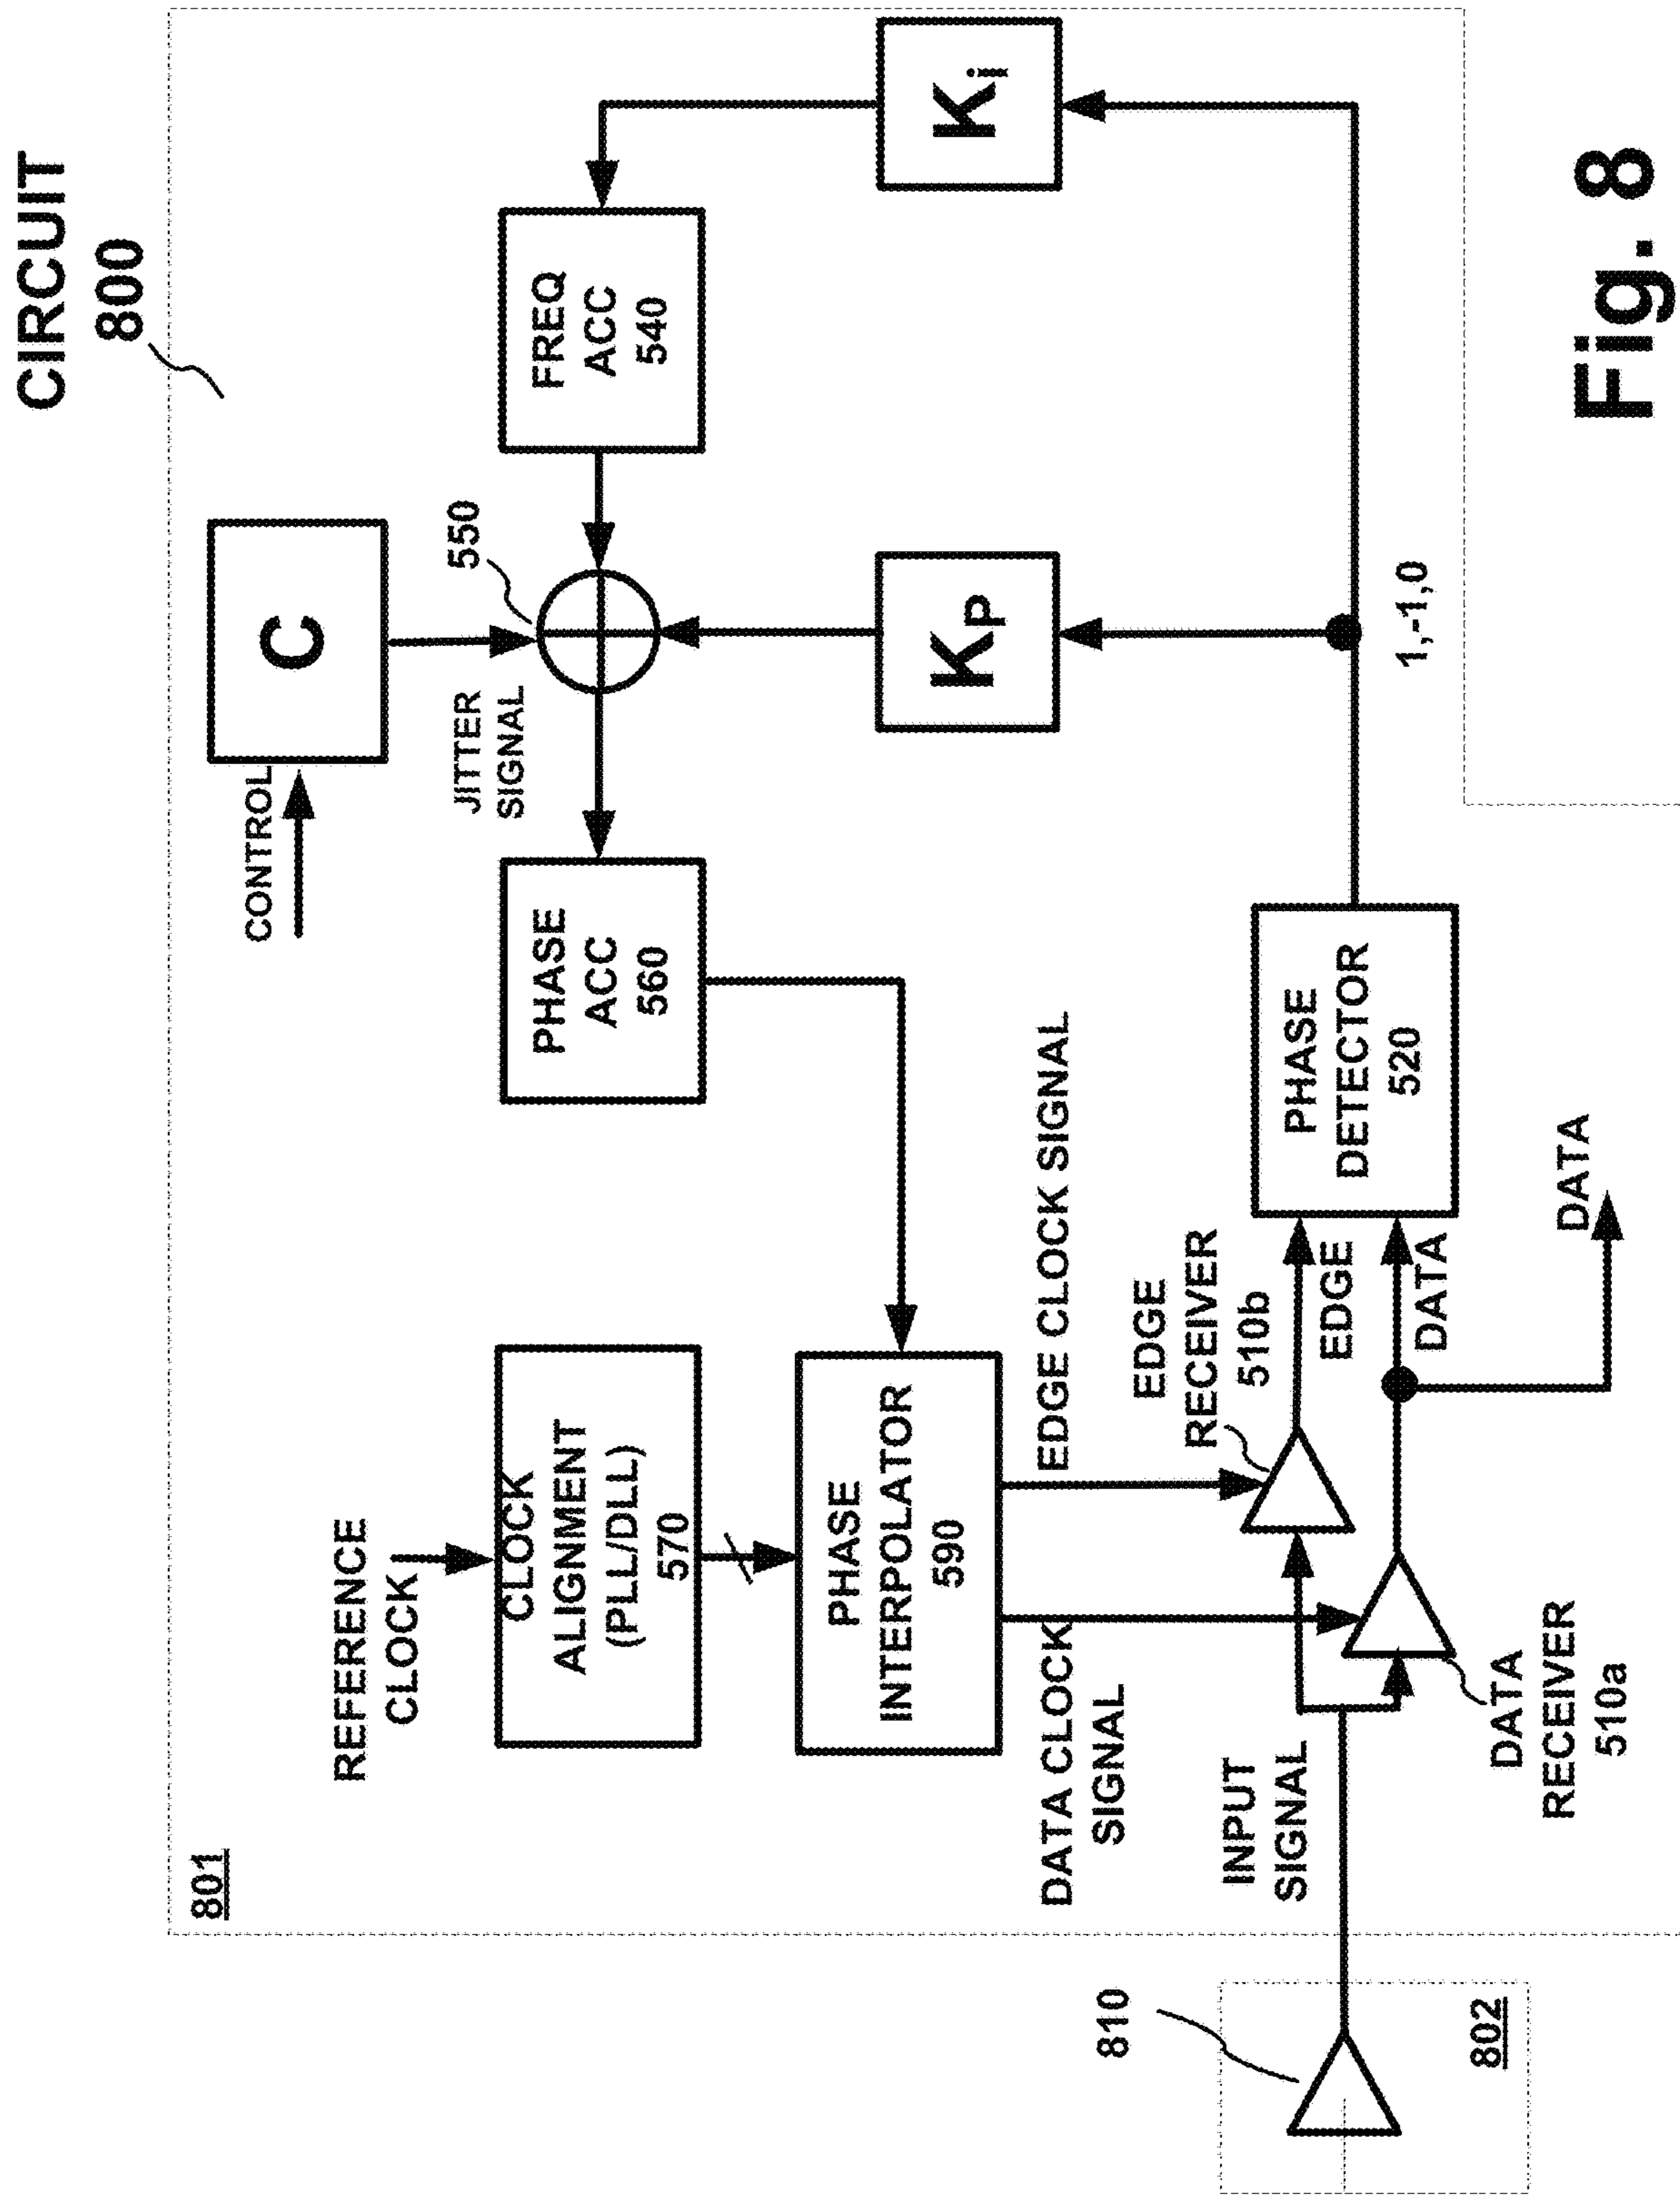 CIRCUIT
800
801
CONTROL
C
REFERENCE
CLOCK
CLOCK
ALIGNMENT
(PLL/DLL)
570
PHASE
ACC
560
JITTER
SIGNAL
550
FREQ
ACC
540
PHASE
INTERPOLATOR
590
KP
Ki
DATA CLOCK
SIGNAL
EDGE CLOCK SIGNAL
INPUT
SIGNAL
EDGE
RECEIVER
510b
EDGE
DATA
PHASE
DETECTOR
520
1,-1,0
810
802
DATA
RECEIVER
510a
DATA
Fig. 8